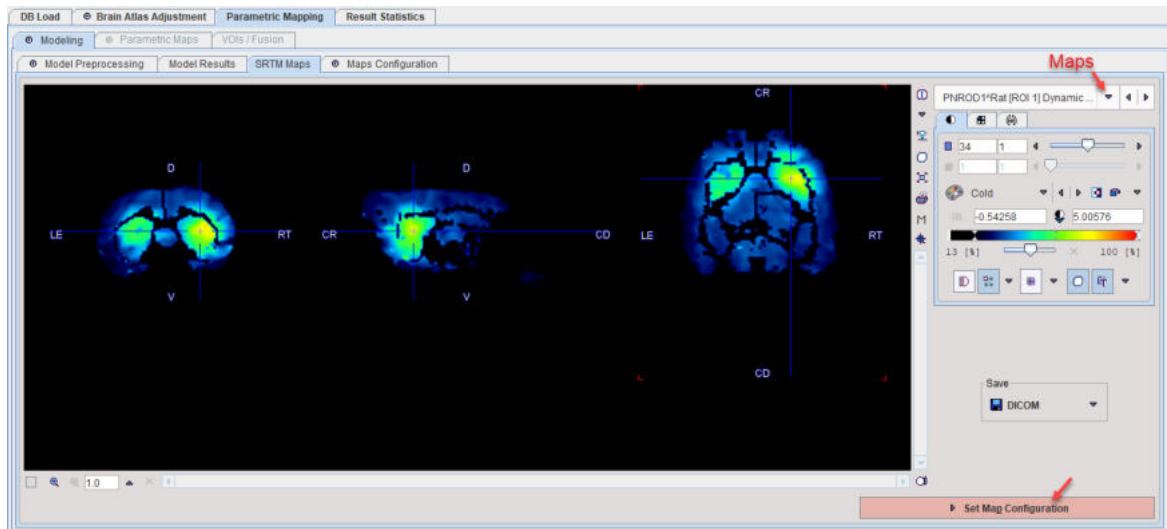 DB Load Brain Atlas Adjustment Parametric Mapping Result Statistics
Modeling Parametric Maps VOIs / Fusion
Model Preprocessing Model Results SRTM Maps Maps Configuration
Maps
PNROD1^Rat [ROI 1] Dynamic ...
34 1
1 1
Cold
-0.54258 5.00576
13 [%] 100 [%]
CR
D
D
LE
RT
CR
CD
LE
RT
V
V
CD
M
Save
DICOM
1.0
Set Map Configuration